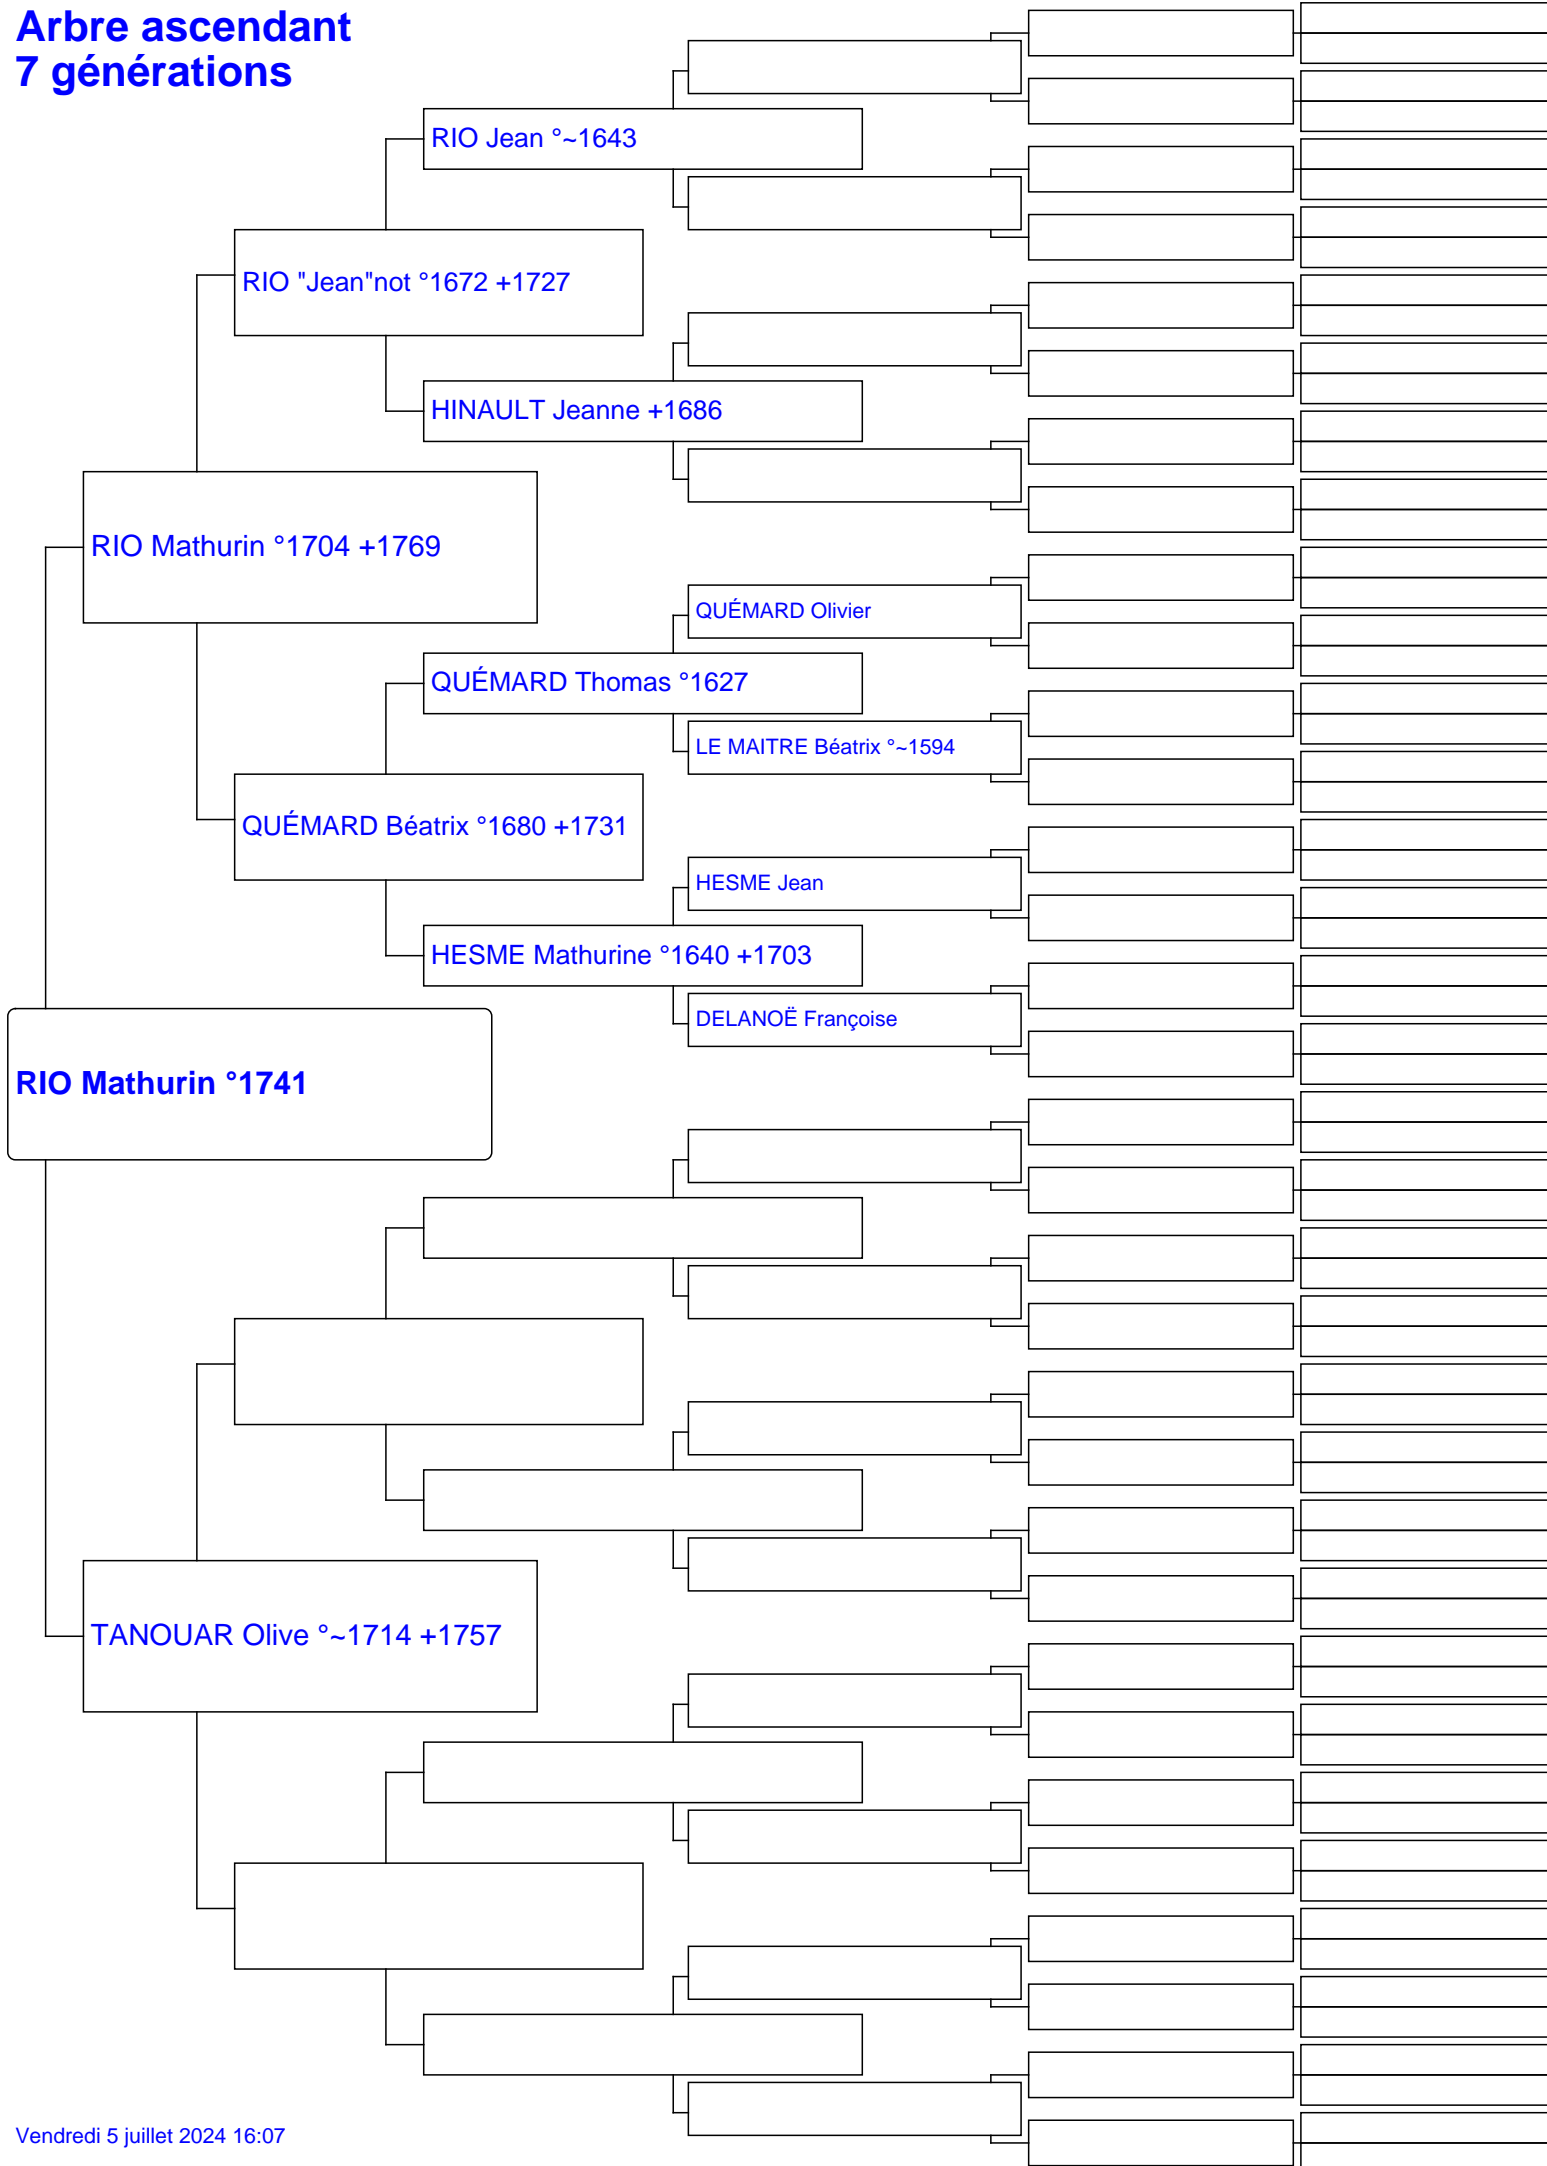 Arbre ascendant
7 générations
RIO Jean °~1643
RIO "Jean"not °1672 +1727
HINAULT Jeanne +1686
RIO Mathurin °1704 +1769
QUÉMARD Olivier
QUÉMARD Thomas °1627
LE MAITRE Béatrix °~1594
QUÉMARD Béatrix °1680 +1731
HESME Jean
HESME Mathurine °1640 +1703
DELANOË Françoise
RIO Mathurin °1741
TANOUAR Olive °~1714 +1757
Vendredi 5 juillet 2024 16:07